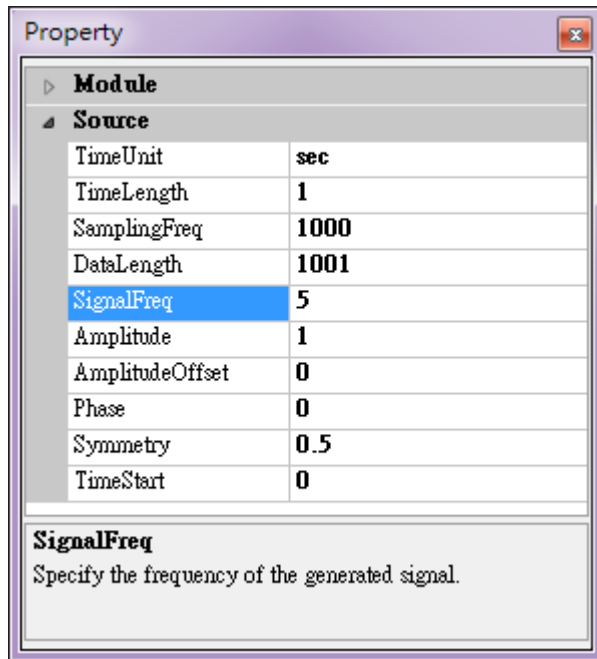 Property
Module
Source
TimeUnit sec
TimeLength 1
SamplingFreq 1000
DataLength 1001
SignalFreq 5
Amplitude 1
AmplitudeOffset 0
Phase 0
Symmetry 0.5
TimeStart 0
SignalFreq
Specify the frequency of the generated signal.